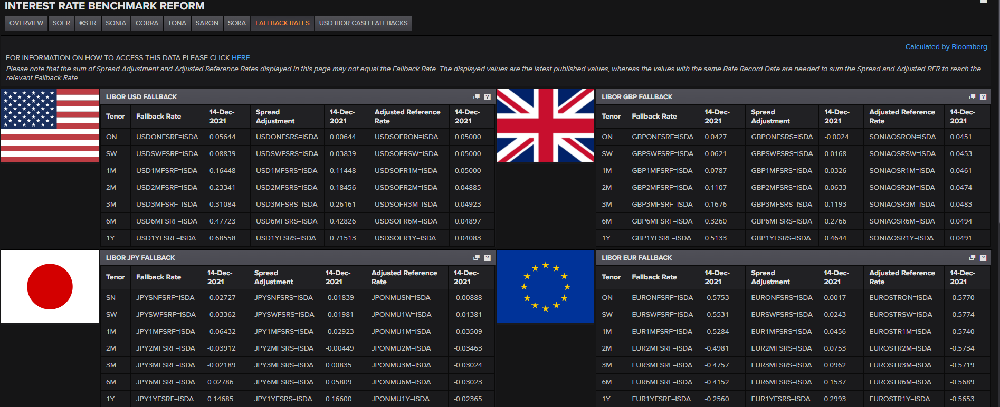 INTEREST RATE BENCHMARK REFORM
OVERVIEW SOFR €STR SONIA CORRA TONA SARON SORA FALLBACK RATES USD IBOR CASH FALLBACKS
Calculated by Bloomberg
FOR INFORMATION ON HOW TO ACCESS THIS DATA PLEASE CLICK HERE
Please note that the sum of Spread Adjustment and Adjusted Reference Rates displayed in this page may not equal the Fallback Rate. The displayed values are the latest published values, whereas the values with the same Rate Record Date are needed to sum the Spread and Adjusted RFR to reach the
relevant Fallback Rate.
LIBOR USD FALLBACK
Tenor Fallback Rate 14-Dec-2021 Spread Adjustment 14-Dec-2021 Adjusted Reference Rate 14-Dec-2021
ON USDONFSRF=ISDA 0.05644 USDONFSRS=ISDA 0.00644 USDSOFRON=ISDA 0.05000
SW USDSWFSRF=ISDA 0.08839 USDSWFSRS=ISDA 0.03839 USDSOFRSW=ISDA 0.05000
1M USD1MFSRF=ISDA 0.16448 USD1MFSRS=ISDA 0.11448 USDSOFR1M=ISDA 0.05000
2M USD2MFSRF=ISDA 0.23341 USD2MFSRS=ISDA 0.18456 USDSOFR2M=ISDA 0.04885
3M USD3MFSRF=ISDA 0.31084 USD3MFSRS=ISDA 0.26161 USDSOFR3M=ISDA 0.04923
6M USD6MFSRF=ISDA 0.47723 USD6MFSRS=ISDA 0.42826 USDSOFR6M=ISDA 0.04897
1Y USD1YFSRF=ISDA 0.68558 USD1YFSRS=ISDA 0.71513 USDSOFR1Y=ISDA 0.04083
LIBOR GBP FALLBACK
Tenor Fallback Rate 14-Dec-2021 Spread Adjustment 14-Dec-2021 Adjusted Reference Rate 14-Dec-2021
ON GBPONFSRF=ISDA 0.0427 GBPONFSRS=ISDA -0.0024 SONIAOSRON=ISDA 0.0451
SW GBPSWFSRF=ISDA 0.0621 GBPSWFSRS=ISDA 0.0168 SONIAOSRSW=ISDA 0.0453
1M GBP1MFSRF=ISDA 0.0787 GBP1MFSRS=ISDA 0.0326 SONIAOSR1M=ISDA 0.0461
2M GBP2MFSRF=ISDA 0.1107 GBP2MFSRS=ISDA 0.0633 SONIAOSR2M=ISDA 0.0474
3M GBP3MFSRF=ISDA 0.1676 GBP3MFSRS=ISDA 0.1193 SONIAOSR3M=ISDA 0.0483
6M GBP6MFSRF=ISDA 0.3260 GBP6MFSRS=ISDA 0.2766 SONIAOSR6M=ISDA 0.0494
1Y GBP1YFSRF=ISDA 0.5133 GBP1YFSRS=ISDA 0.4644 SONIAOSR1Y=ISDA 0.0491
LIBOR JPY FALLBACK
Tenor Fallback Rate 14-Dec-2021 Spread Adjustment 14-Dec-2021 Adjusted Reference Rate 14-Dec-2021
SN JPYSNFSRF=ISDA -0.02727 JPYSNFSRS=ISDA -0.01839 JPONMUSN=ISDA -0.00888
SW JPYSWFSRF=ISDA -0.03362 JPYSWFSRS=ISDA -0.01981 JPONMU1W=ISDA -0.01381
1M JPY1MFSRF=ISDA -0.06432 JPY1MFSRS=ISDA -0.02923 JPONMU1M=ISDA -0.03509
2M JPY2MFSRF=ISDA -0.03912 JPY2MFSRS=ISDA -0.00449 JPONMU2M=ISDA -0.03463
3M JPY3MFSRF=ISDA -0.02189 JPY3MFSRS=ISDA 0.00835 JPONMU3M=ISDA -0.03024
6M JPY6MFSRF=ISDA 0.02786 JPY6MFSRS=ISDA 0.05809 JPONMU6M=ISDA -0.03023
1Y JPY1YFSRF=ISDA 0.14685 JPY1YFSRS=ISDA 0.16600 JPONMU1Y=ISDA -0.02365
LIBOR EUR FALLBACK
Tenor Fallback Rate 14-Dec-2021 Spread Adjustment 14-Dec-2021 Adjusted Reference Rate 14-Dec-2021
ON EURONFSRF=ISDA -0.5753 EURONFSRS=ISDA 0.0017 EUROSTRON=ISDA -0.5770
SW EURSWFSRF=ISDA -0.5531 EURSWFSRS=ISDA 0.0243 EUROSTRSW=ISDA -0.5774
1M EUR1MFSRF=ISDA -0.5284 EUR1MFSRS=ISDA 0.0456 EUROSTR1M=ISDA -0.5740
2M EUR2MFSRF=ISDA -0.4981 EUR2MFSRS=ISDA 0.0753 EUROSTR2M=ISDA -0.5734
3M EUR3MFSRF=ISDA -0.4757 EUR3MFSRS=ISDA 0.0962 EUROSTR3M=ISDA -0.5719
6M EUR6MFSRF=ISDA -0.4152 EUR6MFSRS=ISDA 0.1537 EUROSTR6M=ISDA -0.5689
1Y EUR1YFSRF=ISDA -0.2560 EUR1YFSRS=ISDA 0.2993 EUROSTR1Y=ISDA -0.5653